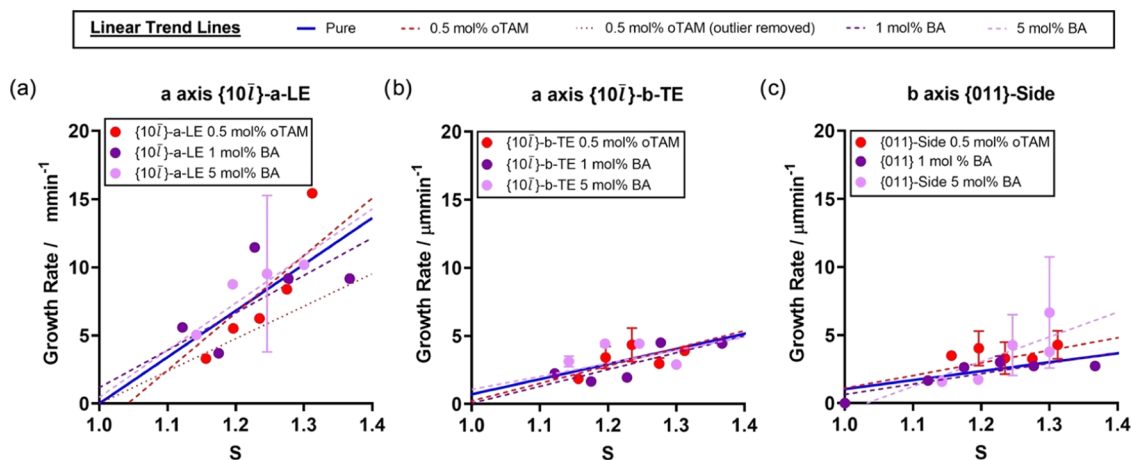 Linear Trend Lines Pure 0.5 mol% oTAM 0.5 mol% oTAM (outlier removed) 1 mol% BA 5 mol% BA
(a) a axis {10l̅}-a-LE
{10l̅}-a-LE 0.5 mol% oTAM
{10l̅}-a-LE 1 mol% BA
{10l̅}-a-LE 5 mol% BA
Growth Rate / mmin-1
20
15
10
5
0
1.0 1.1 1.2 1.3 1.4
S
(b) a axis {10l̅}-b-TE
{10l̅}-b-TE 0.5 mol% oTAM
{10l̅}-b-TE 1 mol% BA
{10l̅}-b-TE 5 mol% BA
Growth Rate / μmmin-1
20
15
10
5
0
1.0 1.1 1.2 1.3 1.4
S
(c) b axis {011}-Side
{011}-Side 0.5 mol% oTAM
{011} 1 mol % BA
{011}-Side 5 mol% BA
Growth Rate / μmmin-1
20
15
10
5
0
1.0 1.1 1.2 1.3 1.4
S